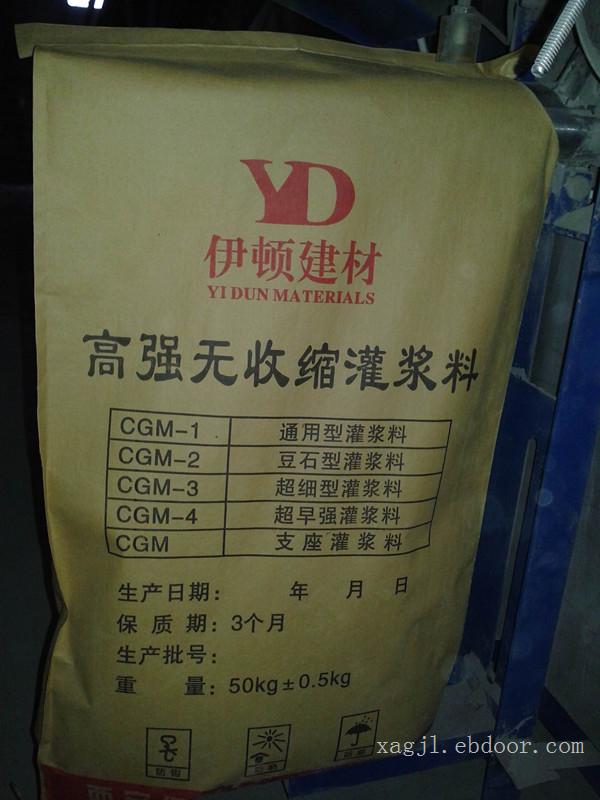 YD
伊顿建材
YI DUN MATERIALS
高强无收缩灌浆料
CGM-1 通用型灌浆料
CGM-2 豆石型灌浆料
CGM-3 超细型灌浆料
CGM-4 超早强灌浆料
CGM 支座灌浆料
生产日期： 年 月 日
保质期：3个月
生产批号：
重 量：50kg±0.5kg
防钩
xagjl.ebdoor.com